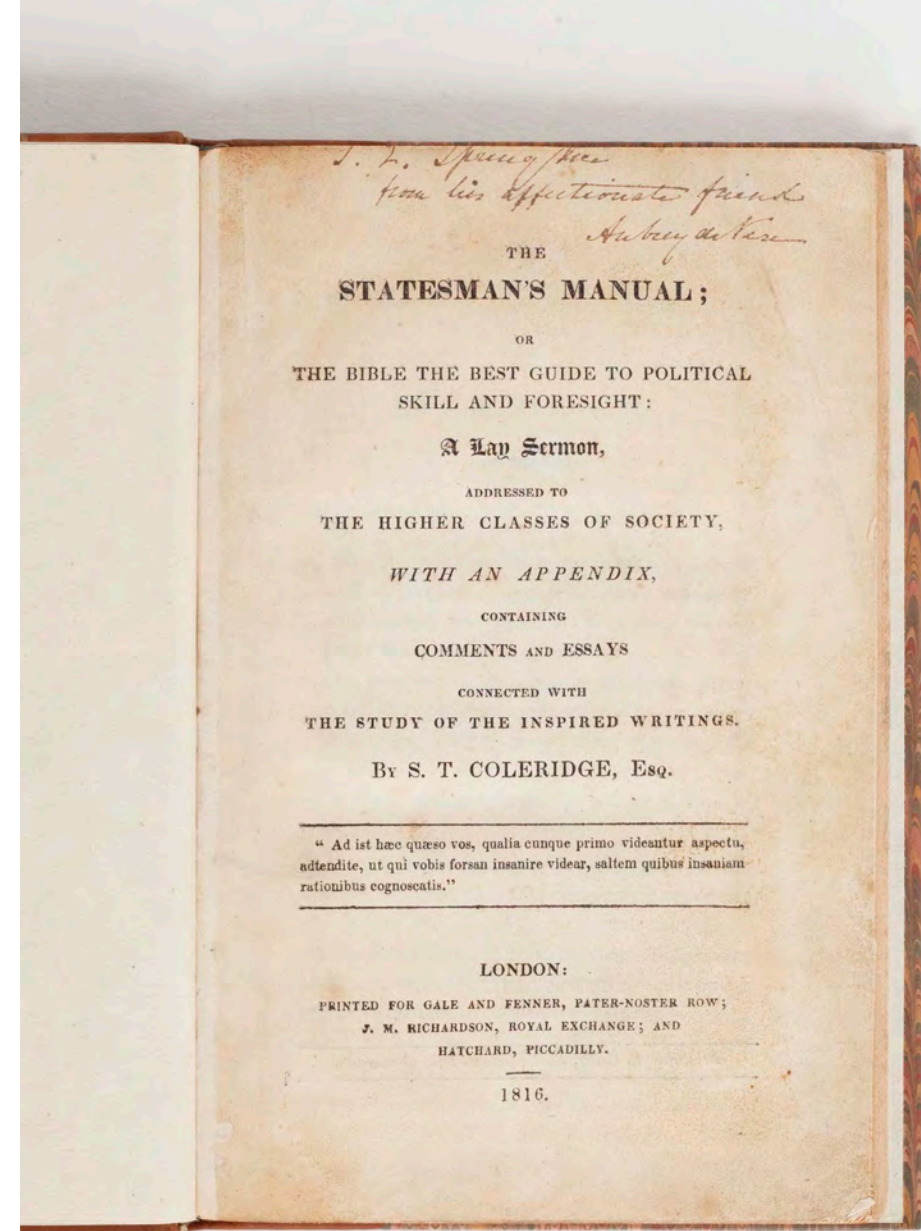 Spring Rice
from his affectionate friend
Aubrey de Vere
THE
STATESMAN'S MANUAL;
OR
THE BIBLE THE BEST GUIDE TO POLITICAL
SKILL AND FORESIGHT:
A Lay Sermon,
ADDRESSED TO
THE HIGHER CLASSES OF SOCIETY,
WITH AN APPENDIX,
CONTAINING
COMMENTS AND ESSAYS
CONNECTED WITH
THE STUDY OF THE INSPIRED WRITINGS.
BY S. T. COLERIDGE, ESQ.
“ Ad ist hæc quæso vos, qualia cunque primo videantur aspectu,
adtendite, ut qui vobis forsan insanire videar, saltem quibus insaniam
rationibus cognoscatis.”
LONDON:
PRINTED FOR GALE AND FENNER, PATER-NOSTER ROW;
J. M. RICHARDSON, ROYAL EXCHANGE; AND
HATCHARD, PICCADILLY.
1816.